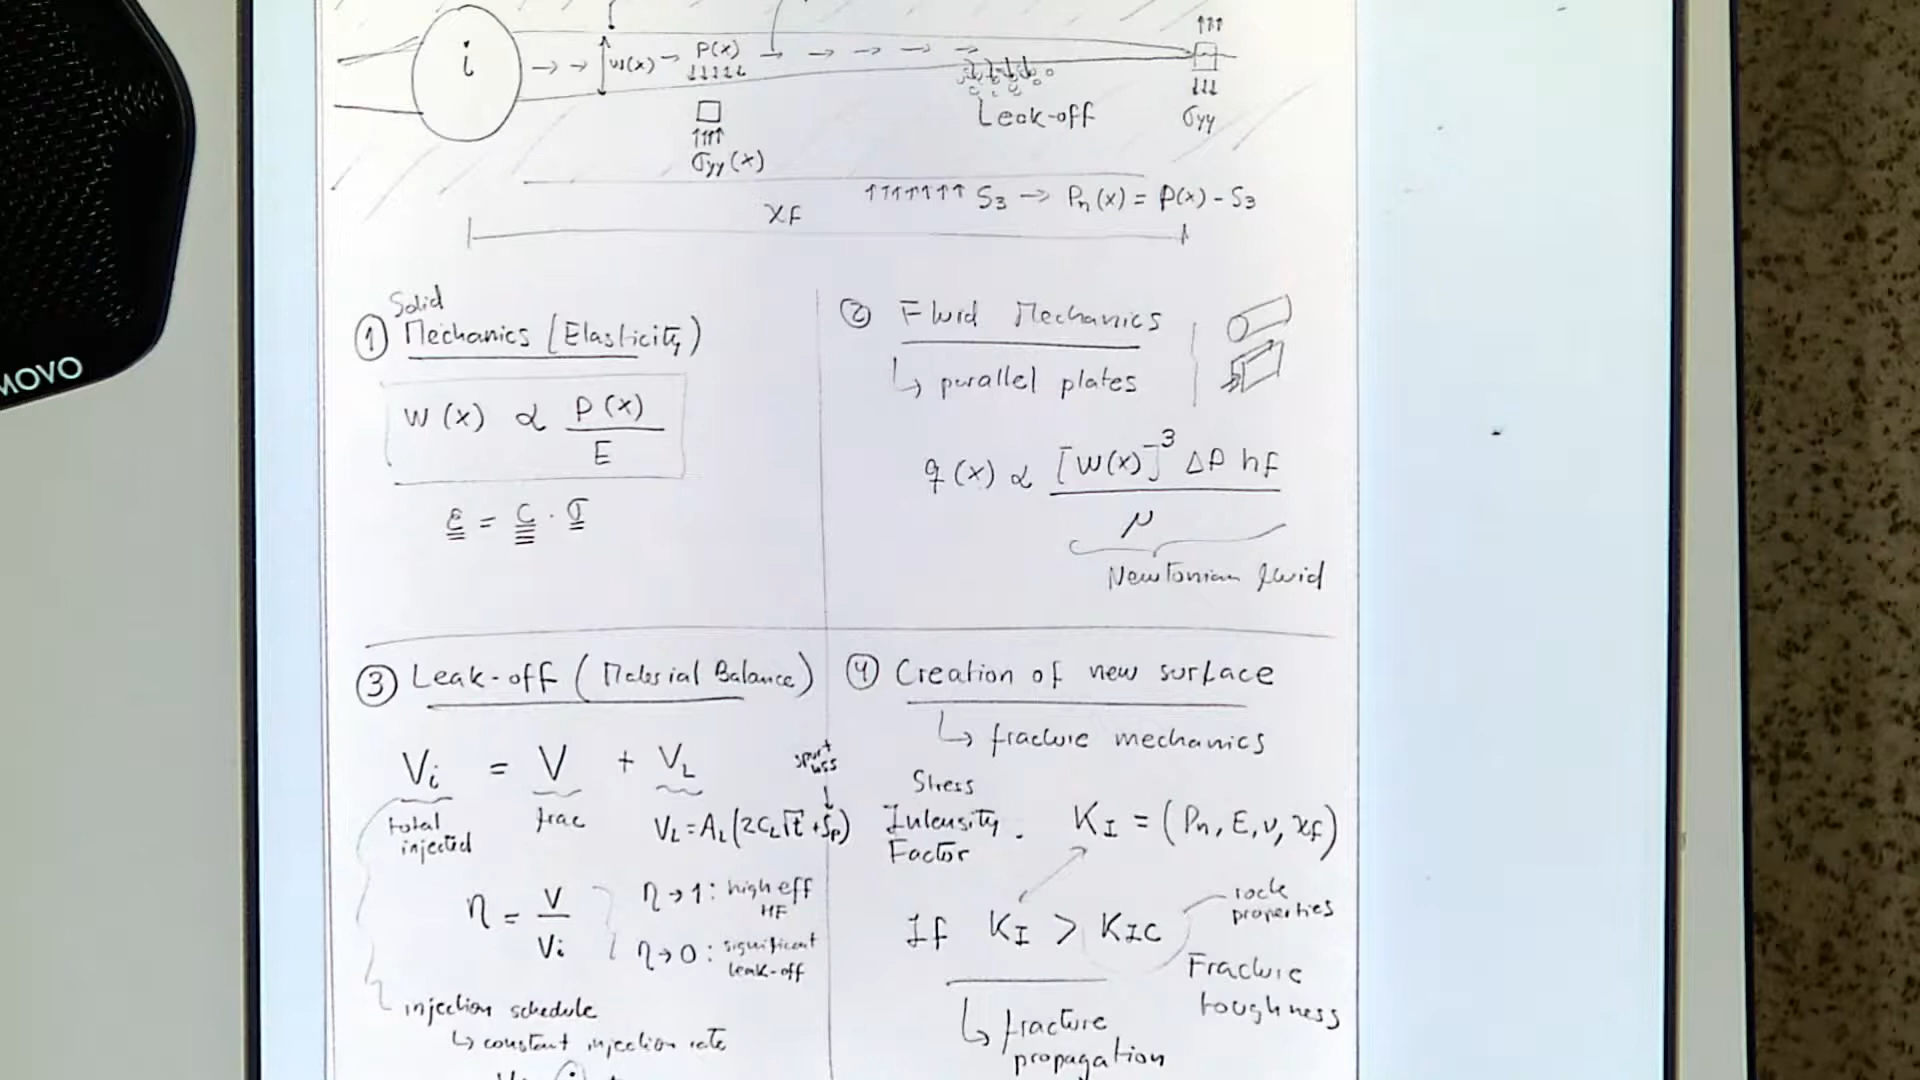 i
w(x)
P(x)
Leak-off
σyy
σyy(x)
S3 → Pn(x) = P(x) - S3
xf
MOVO
① Solid Mechanics (Elasticity)
w(x) ∝ P(x) / E
ε = C · σ
② Fluid Mechanics
↳ parallel plates
q(x) ∝ [w(x)]^3 ΔP hf / μ
Newtonian fluid
③ Leak-off (Material Balance)
Vi = V + VL
total injected
frac
spurt loss
VL = AL(2CL√t + Sp)
η = V / Vi
η → 1 : high eff HF
η → 0 : significant leak-off
injection schedule
↳ constant injection rate
④ Creation of new surface
↳ fracture mechanics
Stress Intensity Factor . KI = (Pn, E, ν, xf)
If KI > KIC
rock properties
Fracture toughness
↳ fracture propagation